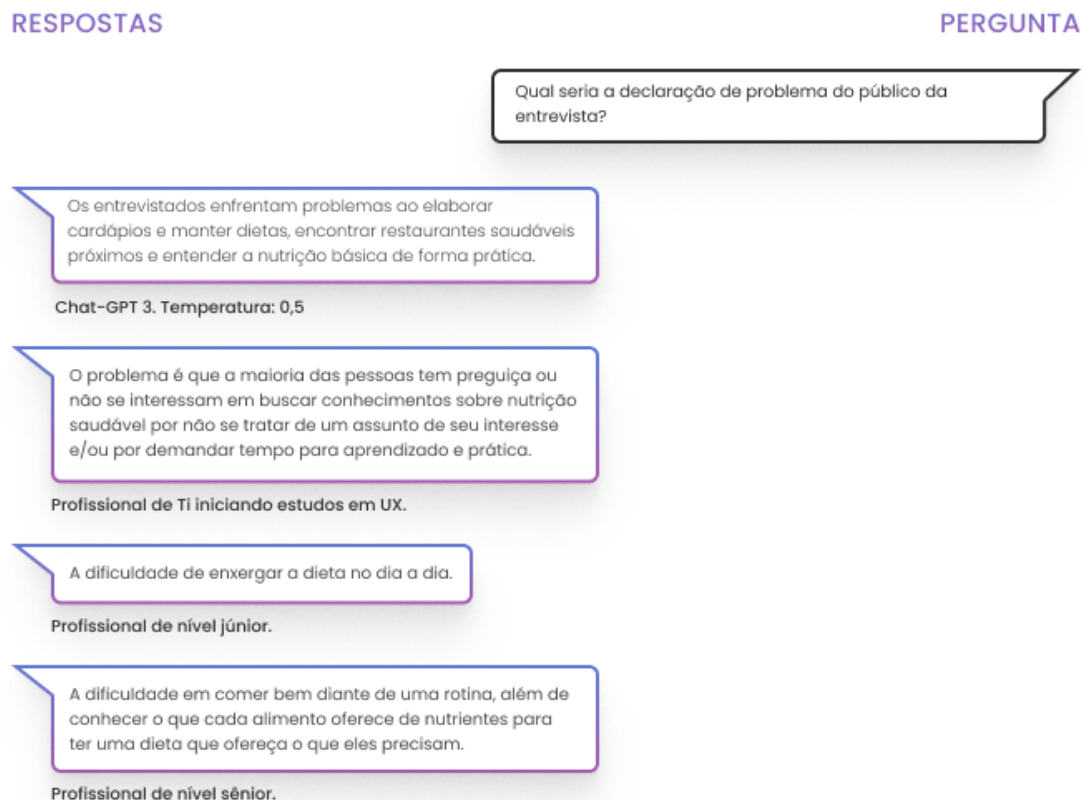 RESPOSTAS
PERGUNTA
Qual seria a declaração de problema do público da
entrevista?
Os entrevistados enfrentam problemas ao elaborar
cardápios e manter dietas, encontrar restaurantes saudáveis
próximos e entender a nutrição básica de forma prática.
Chat-GPT 3. Temperatura: 0,5
O problema é que a maioria das pessoas tem preguiça ou
não se interessam em buscar conhecimentos sobre nutrição
saudável por não se tratar de um assunto de seu interesse
e/ou por demandar tempo para aprendizado e prática.
Profissional de Ti iniciando estudos em UX.
A dificuldade de enxergar a dieta no dia a dia.
Profissional de nível júnior.
A dificuldade em comer bem diante de uma rotina, além de
conhecer o que cada alimento oferece de nutrientes para
ter uma dieta que ofereça o que eles precisam.
Profissional de nível sênior.